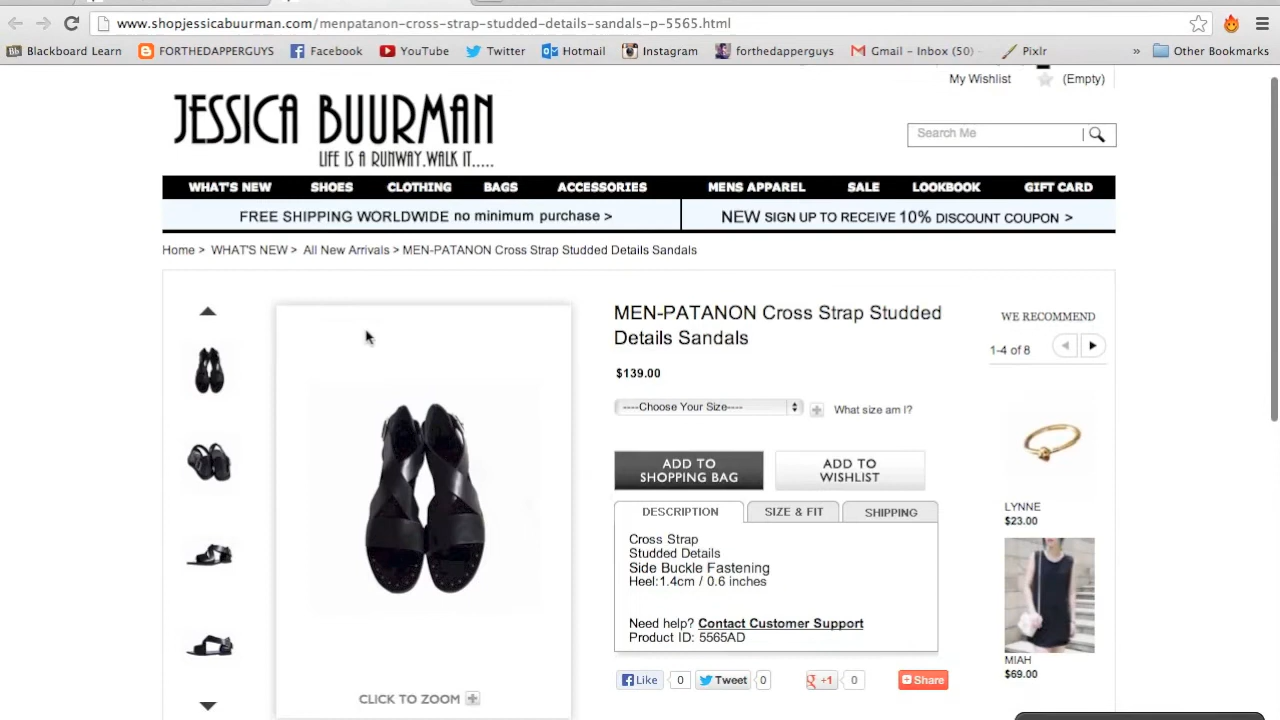 www.shopjessicabuurman.com/menpatanon-cross-strap-studded-details-sandals-p-5565.html
Bb Blackboard Learn FORTHEDAPPERGUYS Facebook YouTube Twitter Hotmail Instagram forthedapperguys Gmail - Inbox (50) Pixlr » Other Bookmarks
My Wishlist (Empty)
JESSICA BUURMAN
LIFE IS A RUNWAY.WALK IT.....
Search Me
WHAT'S NEW SHOES CLOTHING BAGS ACCESSORIES MENS APPAREL SALE LOOKBOOK GIFT CARD
FREE SHIPPING WORLDWIDE no minimum purchase > NEW SIGN UP TO RECEIVE 10% DISCOUNT COUPON >
Home > WHAT'S NEW > All New Arrivals > MEN-PATANON Cross Strap Studded Details Sandals
MEN-PATANON Cross Strap Studded
Details Sandals
$139.00
----Choose Your Size---- What size am I?
ADD TO
SHOPPING BAG
ADD TO
WISHLIST
DESCRIPTION SIZE & FIT SHIPPING
Cross Strap
Studded Details
Side Buckle Fastening
Heel:1.4cm / 0.6 inches
Need help? Contact Customer Support
Product ID: 5565AD
Like 0 Tweet 0 +1 0 Share
CLICK TO ZOOM
WE RECOMMEND
1-4 of 8
LYNNE
$23.00
MIAH
$69.00